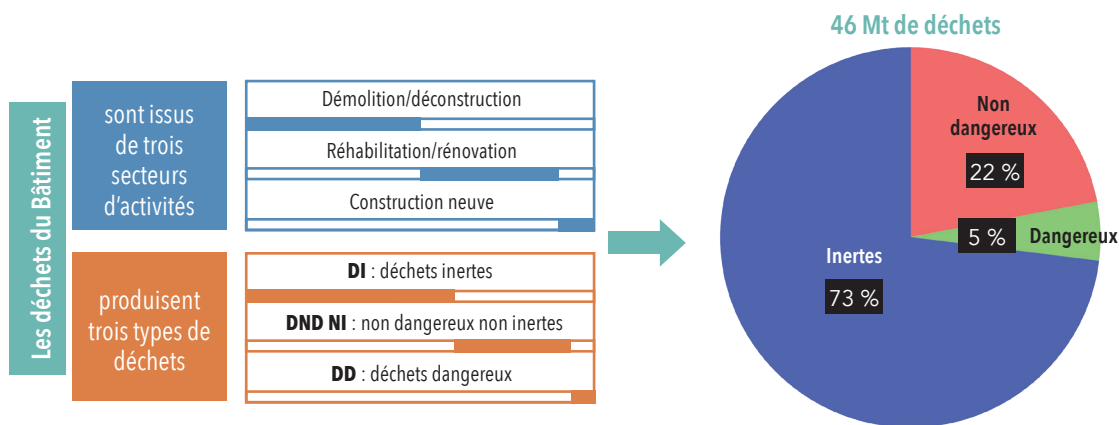 Les déchets du Bâtiment
sont issus
de trois
secteurs
d'activités
Démolition/déconstruction
Réhabilitation/rénovation
Construction neuve
produisent
trois types de
déchets
DI : déchets inertes
DND NI : non dangereux non inertes
DD : déchets dangereux
46 Mt de déchets
Non
dangereux
22 %
5 %
Dangereux
Inertes
73 %